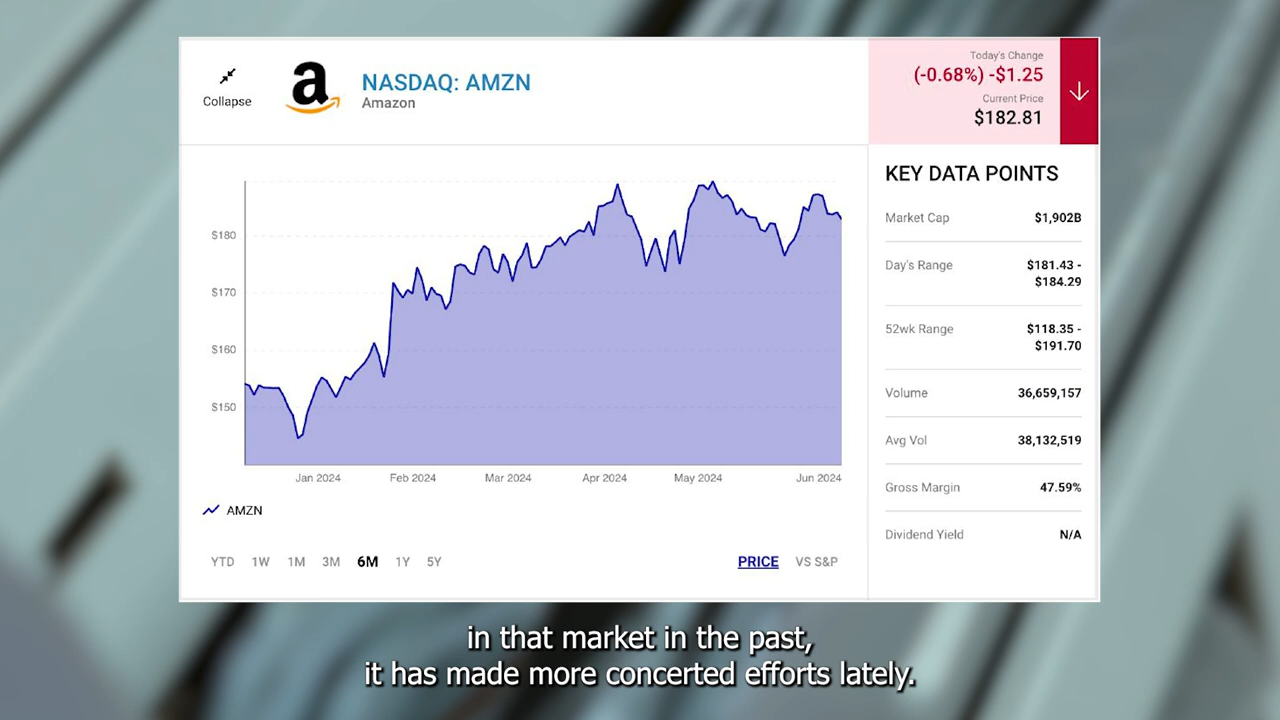 Collapse
a
NASDAQ: AMZN
Amazon
Today's Change
(-0.68%) -$1.25
Current Price
$182.81
$180
$170
$160
$150
Jan 2024
Feb 2024
Mar 2024
Apr 2024
May 2024
Jun 2024
AMZN
YTD 1W 1M 3M 6M 1Y 5Y
PRICE VS S&P
KEY DATA POINTS
Market Cap $1,902B
Day's Range $181.43 -
$184.29
52wk Range $118.35 -
$191.70
Volume 36,659,157
Avg Vol 38,132,519
Gross Margin 47.59%
Dividend Yield N/A
in that market in the past,
it has made more concerted efforts lately.